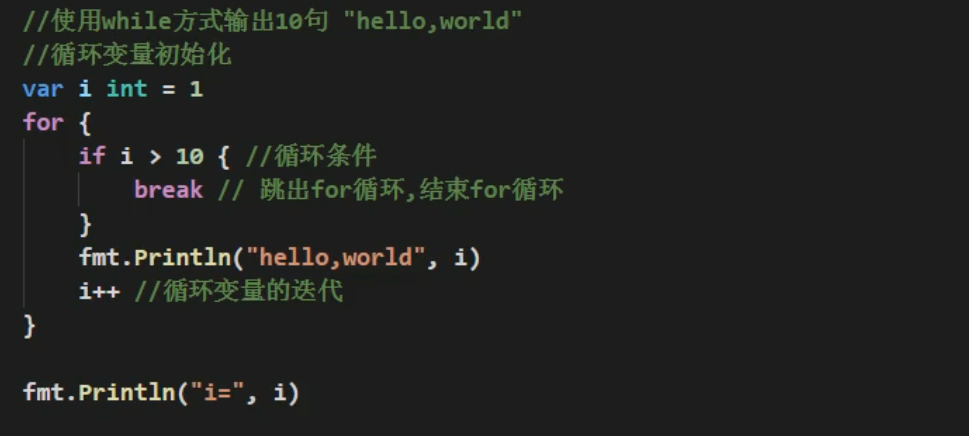 //使用while方式输出10句 "hello,world"
//循环变量初始化
var i int = 1
for {
    if i > 10 { //循环条件
        break // 跳出for循环,结束for循环
    }
    fmt.Println("hello,world", i)
    i++ //循环变量的迭代
}

fmt.Println("i=", i)